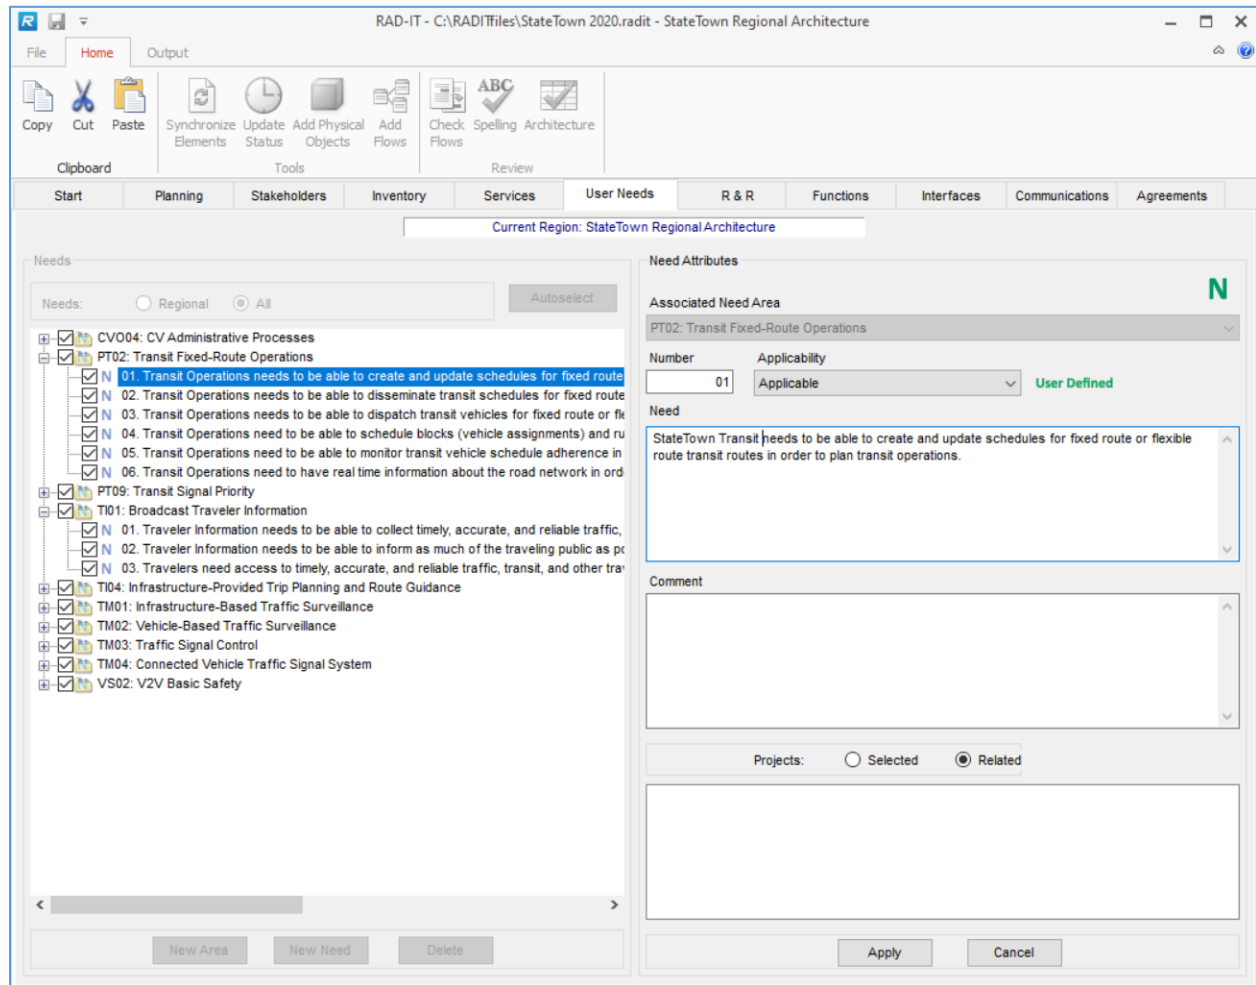 R
RAD-IT - C:\RADITfiles\StateTown 2020.radit - StateTown Regional Architecture
File Home Output
Copy Cut Paste Synchronize Elements Update Status Add Physical Objects Add Flows Check Flows ABC Spelling Architecture
Clipboard Tools Review
Start Planning Stakeholders Inventory Services User Needs R & R Functions Interfaces Communications Agreements
Current Region: StateTown Regional Architecture
Needs
Needs: Regional All Autoselect
CVO04: CV Administrative Processes
PT02: Transit Fixed-Route Operations
N 01. Transit Operations needs to be able to create and update schedules for fixed route
N 02. Transit Operations needs to be able to disseminate transit schedules for fixed route
N 03. Transit Operations needs to be able to dispatch transit vehicles for fixed route or fle
N 04. Transit Operations need to be able to schedule blocks (vehicle assignments) and ru
N 05. Transit Operations need to be able to monitor transit vehicle schedule adherence in
N 06. Transit Operations need to have real time information about the road network in ord
PT09: Transit Signal Priority
TI01: Broadcast Traveler Information
N 01. Traveler Information needs to be able to collect timely, accurate, and reliable traffic,
N 02. Traveler Information needs to be able to inform as much of the traveling public as po
N 03. Travelers need access to timely, accurate, and reliable traffic, transit, and other tra
TI04: Infrastructure-Provided Trip Planning and Route Guidance
TM01: Infrastructure-Based Traffic Surveillance
TM02: Vehicle-Based Traffic Surveillance
TM03: Traffic Signal Control
TM04: Connected Vehicle Traffic Signal System
VS02: V2V Basic Safety
New Area New Need Delete
Need Attributes
N
Associated Need Area
PT02: Transit Fixed-Route Operations
Number Applicability
01 Applicable User Defined
Need
StateTown Transit needs to be able to create and update schedules for fixed route or flexible
route transit routes in order to plan transit operations.
Comment
Projects: Selected Related
Apply Cancel